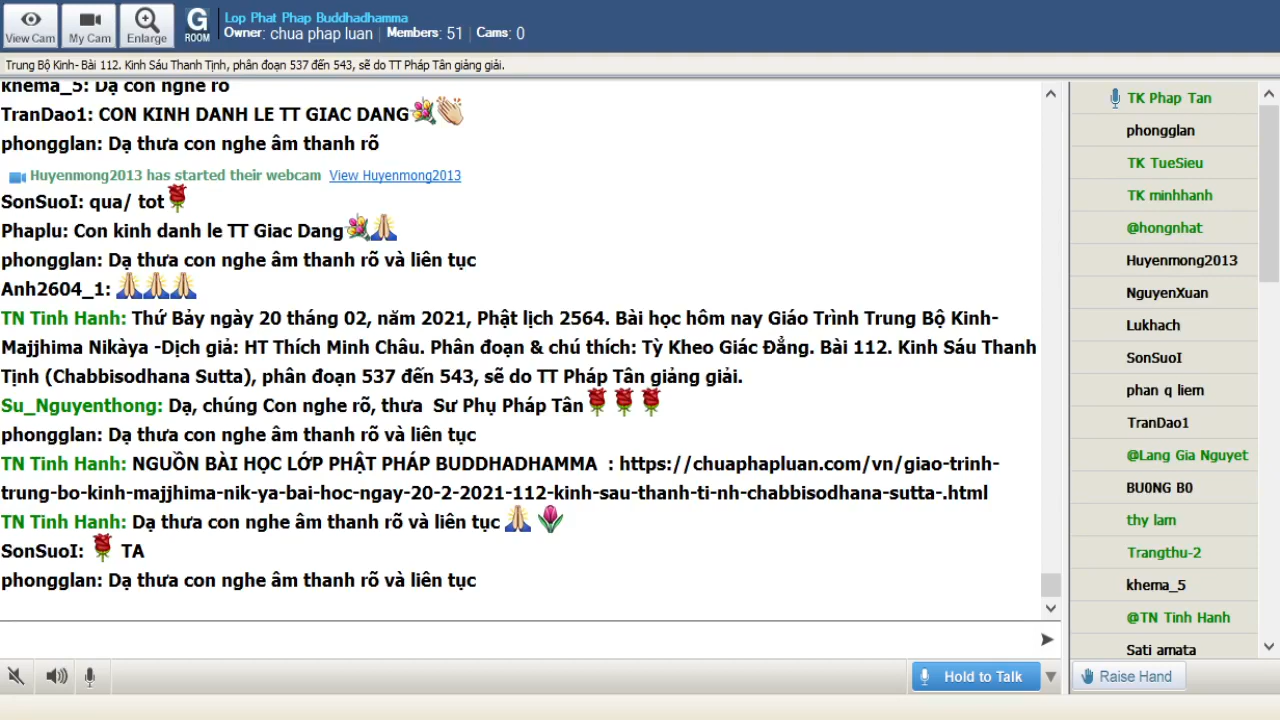 View Cam
My Cam
Enlarge
G
ROOM
Lop Phat Phap Buddhadhamma
Owner: chua phap luan | Members: 51 | Cams: 0
Trung Bộ Kinh- Bài 112. Kinh Sáu Thanh Tịnh, phân đoạn 537 đến 543, sẽ do TT Pháp Tân giảng giải.
khema_5: Dạ con nghe rõ
TranDao1: CON KINH DANH LE TT GIAC DANG
phongglan: Dạ thưa con nghe âm thanh rõ
Huyenmong2013 has started their webcam View Huyenmong2013
SonSuoI: qua/ tot
Phaplu: Con kinh danh le TT Giac Dang
phongglan: Dạ thưa con nghe âm thanh rõ và liên tục
Anh2604_1:
TN Tinh Hanh: Thứ Bảy ngày 20 tháng 02, năm 2021, Phật lịch 2564. Bài học hôm nay Giáo Trình Trung Bộ Kinh-
Majjhima Nikàya -Dịch giả: HT Thích Minh Châu. Phân đoạn & chú thích: Tỳ Kheo Giác Đẳng. Bài 112. Kinh Sáu Thanh
Tịnh (Chabbisodhana Sutta), phân đoạn 537 đến 543, sẽ do TT Pháp Tân giảng giải.
Su_Nguyenthong: Dạ, chúng Con nghe rõ, thưa Sư Phụ Pháp Tân
phongglan: Dạ thưa con nghe âm thanh rõ và liên tục
TN Tinh Hanh: NGUỒN BÀI HỌC LỚP PHẬT PHÁP BUDDHADHAMMA : https://chuaphapluan.com/vn/giao-trinh-
trung-bo-kinh-majjhima-nik-ya-bai-hoc-ngay-20-2-2021-112-kinh-sau-thanh-ti-nh-chabbisodhana-sutta-.html
TN Tinh Hanh: Dạ thưa con nghe âm thanh rõ và liên tục
SonSuoI: TA
phongglan: Dạ thưa con nghe âm thanh rõ và liên tục
Hold to Talk
TK Phap Tan
phongglan
TK TueSieu
TK minhhanh
@hongnhat
Huyenmong2013
NguyenXuan
Lukhach
SonSuoI
phan q liem
TranDao1
@Lang Gia Nguyet
BU0NG B0
thy lam
Trangthu-2
khema_5
@TN Tinh Hanh
Sati amata
Raise Hand